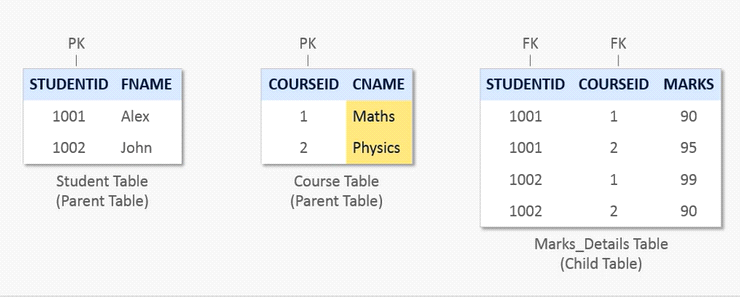 PK
STUDENTID FNAME
1001 Alex
1002 John
Student Table
(Parent Table)
PK
COURSEID CNAME
1 Maths
2 Physics
Course Table
(Parent Table)
FK FK
STUDENTID COURSEID MARKS
1001 1 90
1001 2 95
1002 1 99
1002 2 90
Marks_Details Table
(Child Table)